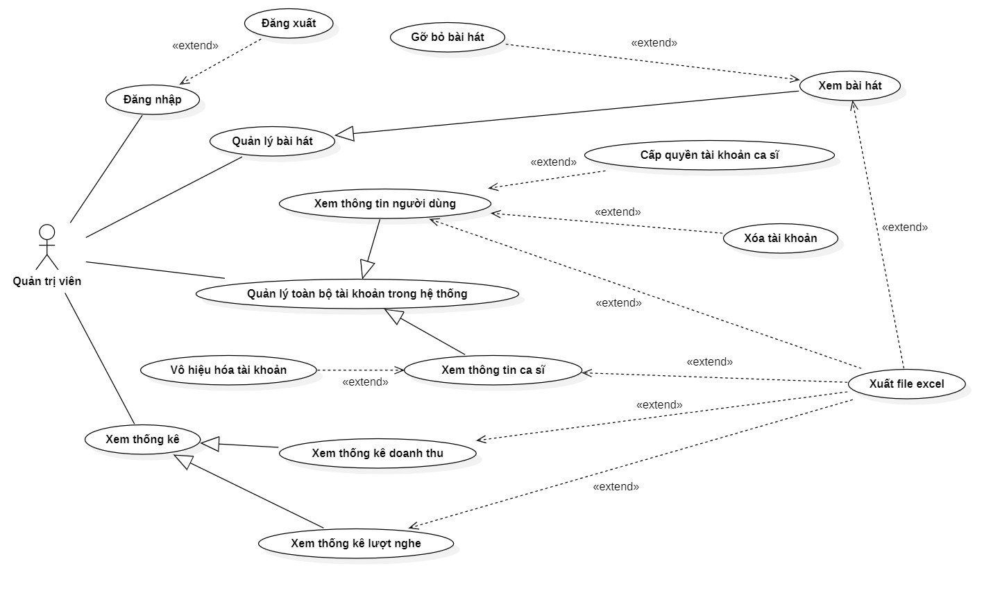 Đăng xuất
Gỡ bỏ bài hát
«extend»
«extend»
Xem bài hát
Đăng nhập
Quản lý bài hát
Cấp quyền tài khoản ca sĩ
«extend»
Xem thông tin người dùng
«extend»
«extend»
Xóa tài khoản
Quản trị viên
Quản lý toàn bộ tài khoản trong hệ thống
«extend»
«extend»
Vô hiệu hóa tài khoản
Xem thông tin ca sĩ
«extend»
Xuất file excel
«extend»
Xem thống kê
Xem thống kê doanh thu
«extend»
Xem thống kê lượt nghe